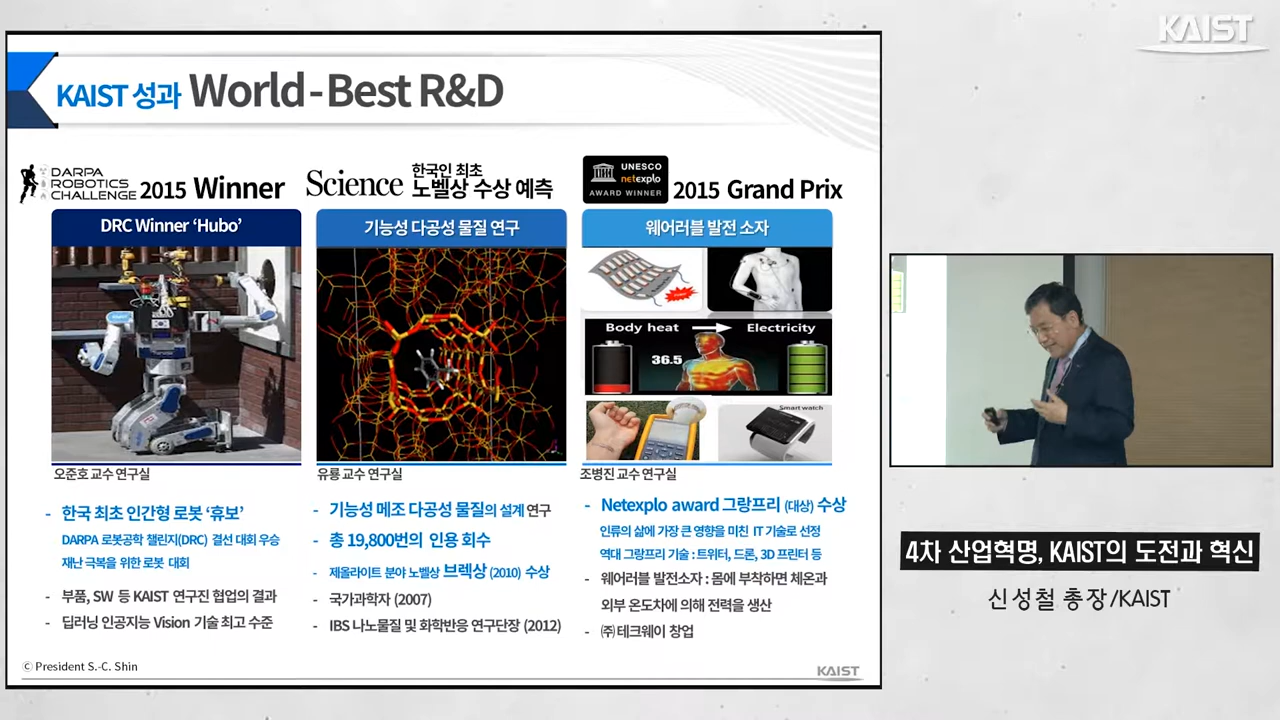 KAIST
KAIST 성과 World-Best R&D
DARPA
ROBOTICS
CHALLENGE 2015 Winner
Science 한국인 최초
노벨상 수상 예측
UNESCO
netexplo
AWARD WINNER
2015 Grand Prix
DRC Winner ‘Hubo’
기능성 다공성 물질 연구
웨어러블 발전 소자
Body heat Electricity
36.5
Smart watch
오준호 교수 연구실
유룡 교수 연구실
조병진 교수 연구실
- 한국 최초 인간형 로봇 ‘휴보’
DARPA 로봇공학 챌린지(DRC) 결선 대회 우승
재난 극복을 위한 로봇 대회
- 부품, SW 등 KAIST 연구진 협업의 결과
- 딥러닝 인공지능 Vision 기술 최고 수준
- 기능성 메조 다공성 물질의 설계 연구
- 총 19,800번의 인용 회수
- 제올라이트 분야 노벨상 브렉상 (2010) 수상
- 국가과학자 (2007)
- IBS 나노물질 및 화학반응 연구단장 (2012)
- Netexplo award 그랑프리 (대상) 수상
인류의 삶에 가장 큰 영향을 미친 IT 기술로 선정
역대 그랑프리 기술 : 트위터, 드론, 3D 프린터 등
- 웨어러블 발전소자 : 몸에 부착하면 체온과
외부 온도차에 의해 전력을 생산
- ㈜테크웨이 창업
© President S.-C. Shin
KAIST
4차 산업혁명, KAIST의 도전과 혁신
신성철 총장/KAIST